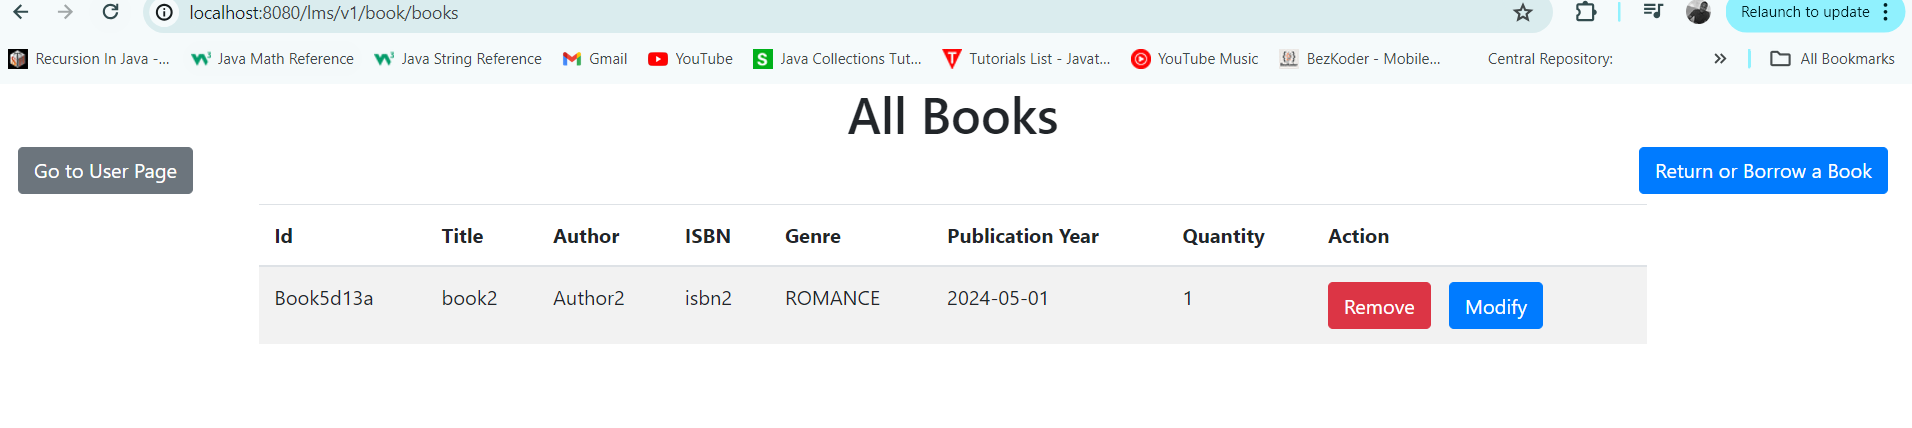 localhost:8080/lms/v1/book/books
Relaunch to update
Recursion In Java -...
Java Math Reference
Java String Reference
Gmail
YouTube
Java Collections Tut...
Tutorials List - Javat...
YouTube Music
BezKoder - Mobile...
Central Repository:
All Bookmarks
All Books
Go to User Page
Return or Borrow a Book
Id Title Author ISBN Genre Publication Year Quantity Action
Book5d13a book2 Author2 isbn2 ROMANCE 2024-05-01 1 Remove Modify